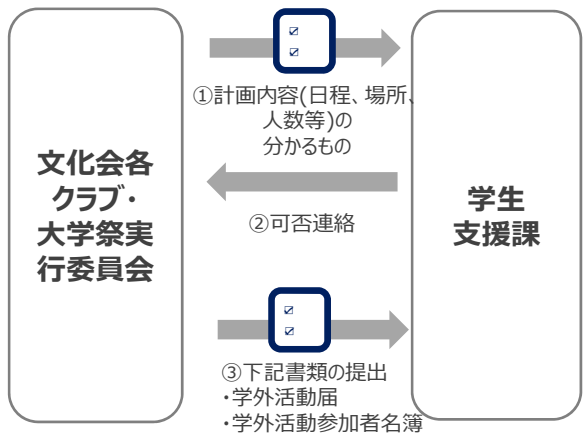 ①計画内容(日程、場所、
人数等)の
分かるもの
文化会各
クラブ・
大学祭実
行委員会
②可否連絡
学生
支援課
③下記書類の提出
・学外活動届
・学外活動参加者名簿